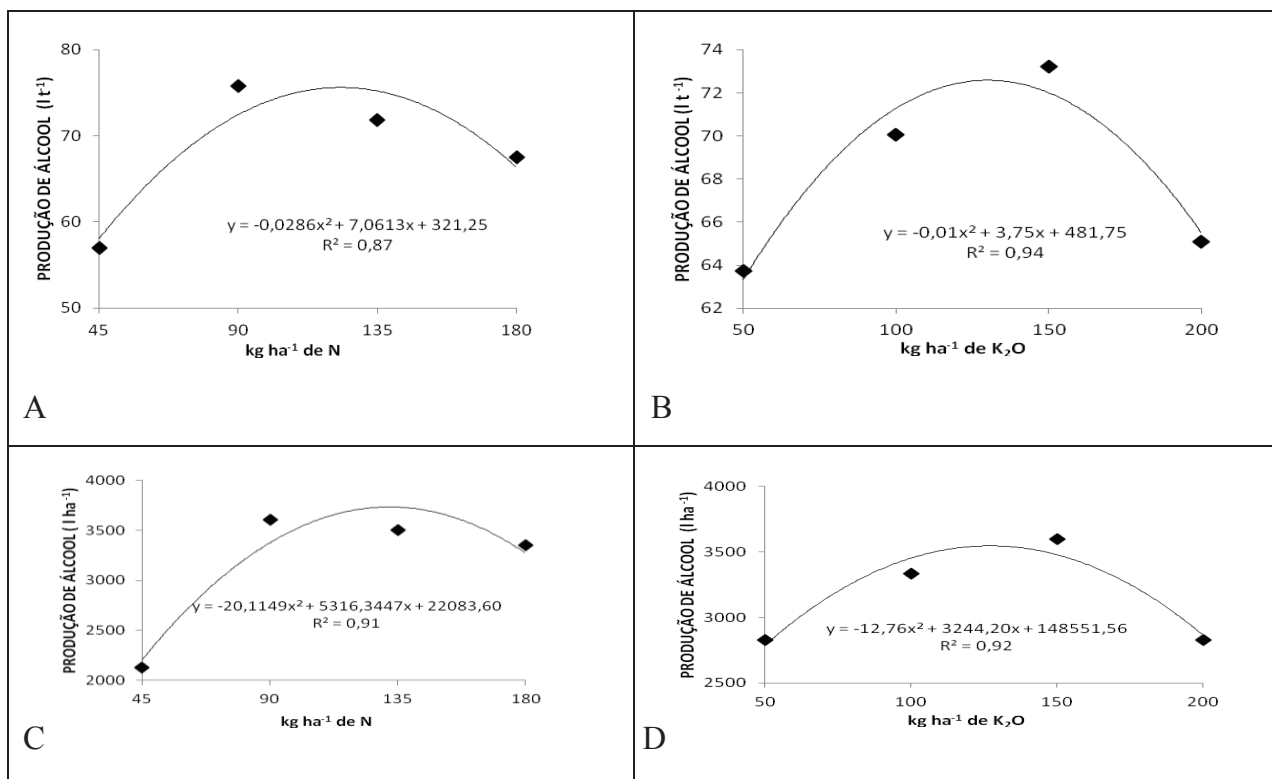 PRODUÇÃO DE ÁLCOOL (l t⁻¹)
80
70
60
50
y = -0,0286x² + 7,0613x + 321,25
R² = 0,87
45 90 135 180
kg ha⁻¹ de N
A
PRODUÇÃO DE ÁLCOOL (l t⁻¹)
74
72
70
68
66
64
62
y = -0,01x² + 3,75x + 481,75
R² = 0,94
50 100 150 200
kg ha⁻¹ de K₂O
B
PRODUÇÃO DE ÁLCOOL (l ha⁻¹)
4000
3500
3000
2500
2000
y = -20,1149x² + 5316,3447x + 22083,60
R² = 0,91
45 90 135 180
kg ha⁻¹ de N
C
PRODUÇÃO DE ÁLCOOL (l ha⁻¹)
4000
3500
3000
2500
y = -12,76x² + 3244,20x + 148551,56
R² = 0,92
50 100 150 200
kg ha⁻¹ de K₂O
D